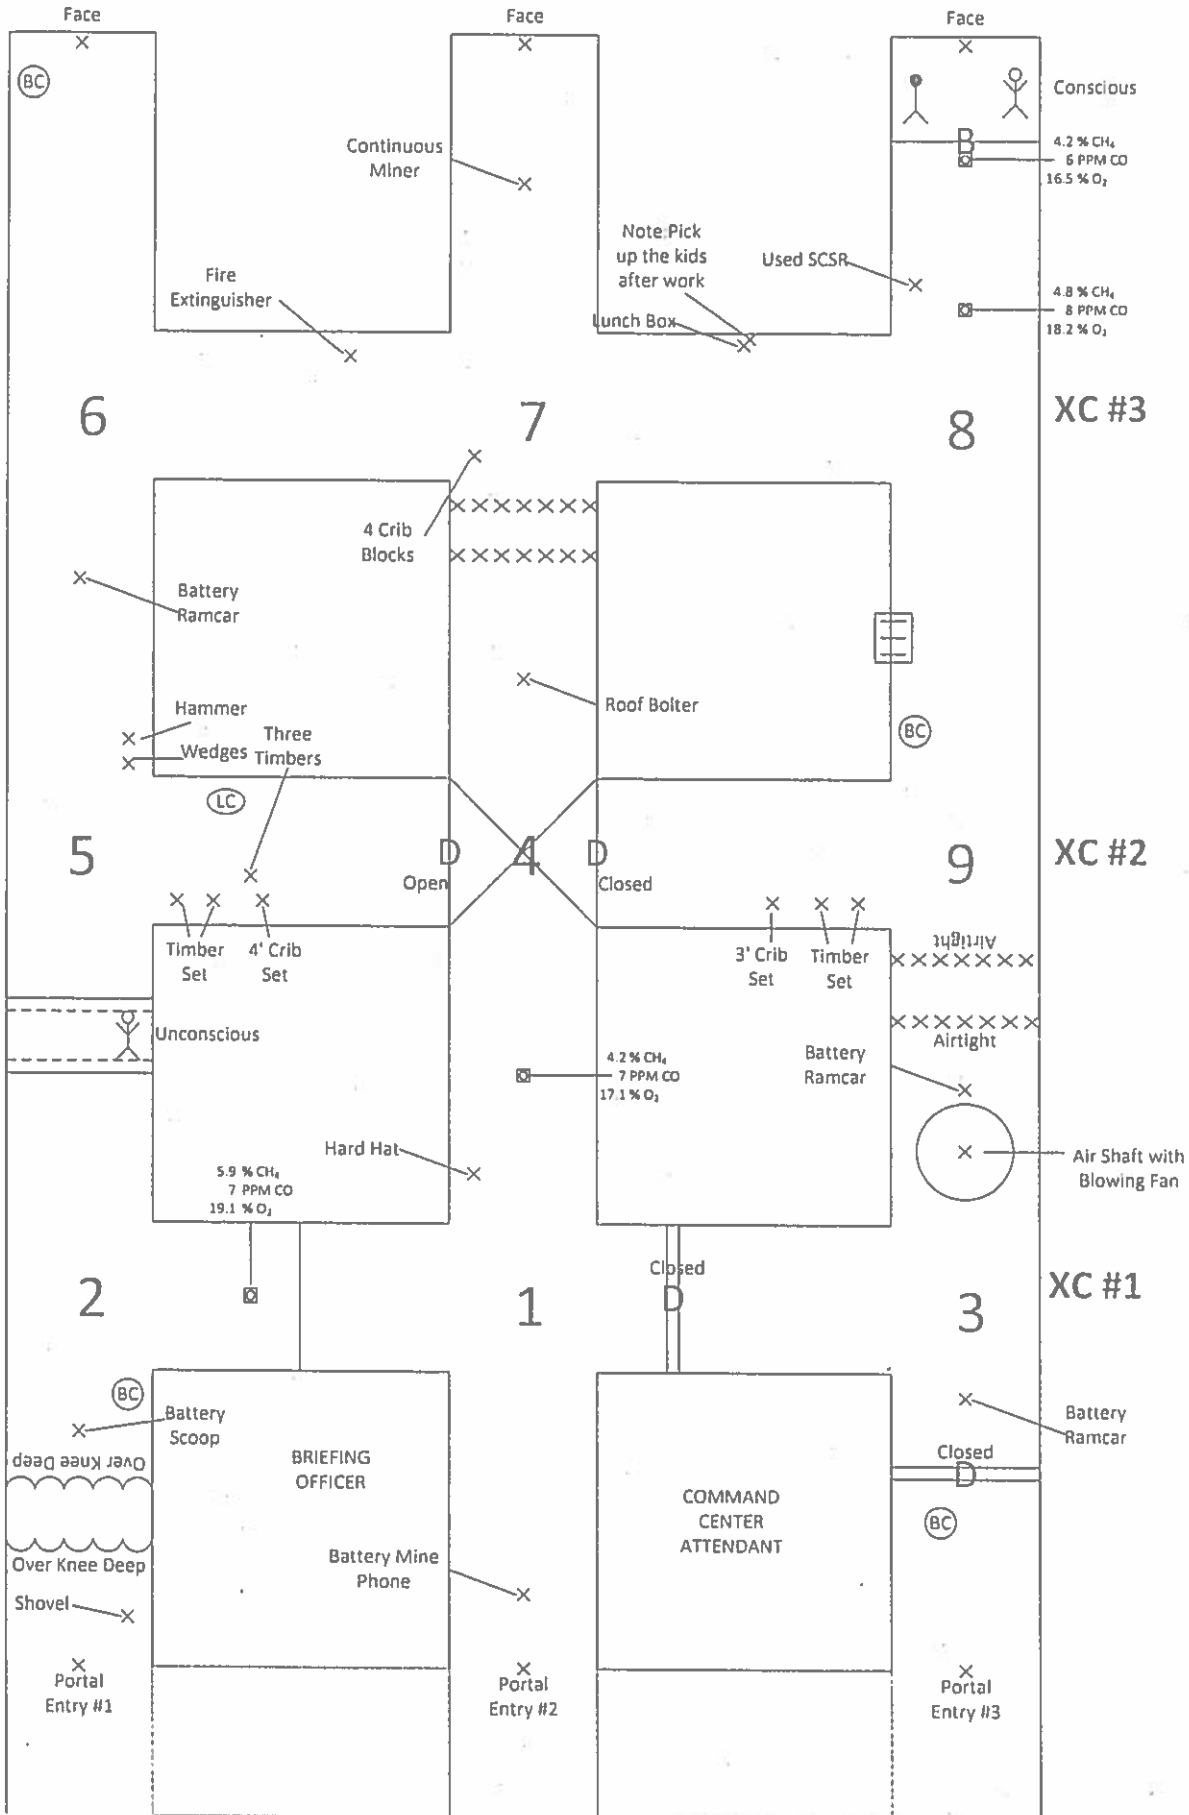 Face
Face
Face
BC
Conscious
B
4.2 % CH₄
6 PPM CO
16.5 % O₂
Continuous
Miner
Note:Pick
up the kids
after work
Used SCSR
Fire
Extinguisher
Lunch Box
4.8 % CH₄
8 PPM CO
18.2 % O₂
6
7
8
XC #3
4 Crib
Blocks
Battery
Ramcar
Roof Bolter
Hammer
Wedges
Three
Timbers
BC
LC
5
D
4
D
9
XC #2
Open
Closed
Timber
Set
4' Crib
Set
3' Crib
Set
Timber
Set
Airtight
Airtight
Unconscious
4.2 % CH₄
7 PPM CO
17.1 % O₂
Battery
Ramcar
Hard Hat
Air Shaft with
Blowing Fan
5.9 % CH₄
7 PPM CO
19.1 % O₂
Closed
D
2
1
3
XC #1
BC
Battery
Scoop
Battery
Ramcar
Over Knee Deep
BRIEFING
OFFICER
Closed
D
COMMAND
CENTER
ATTENDANT
BC
Over Knee Deep
Battery Mine
Phone
Shovel
Portal
Entry #1
Portal
Entry #2
Portal
Entry #3